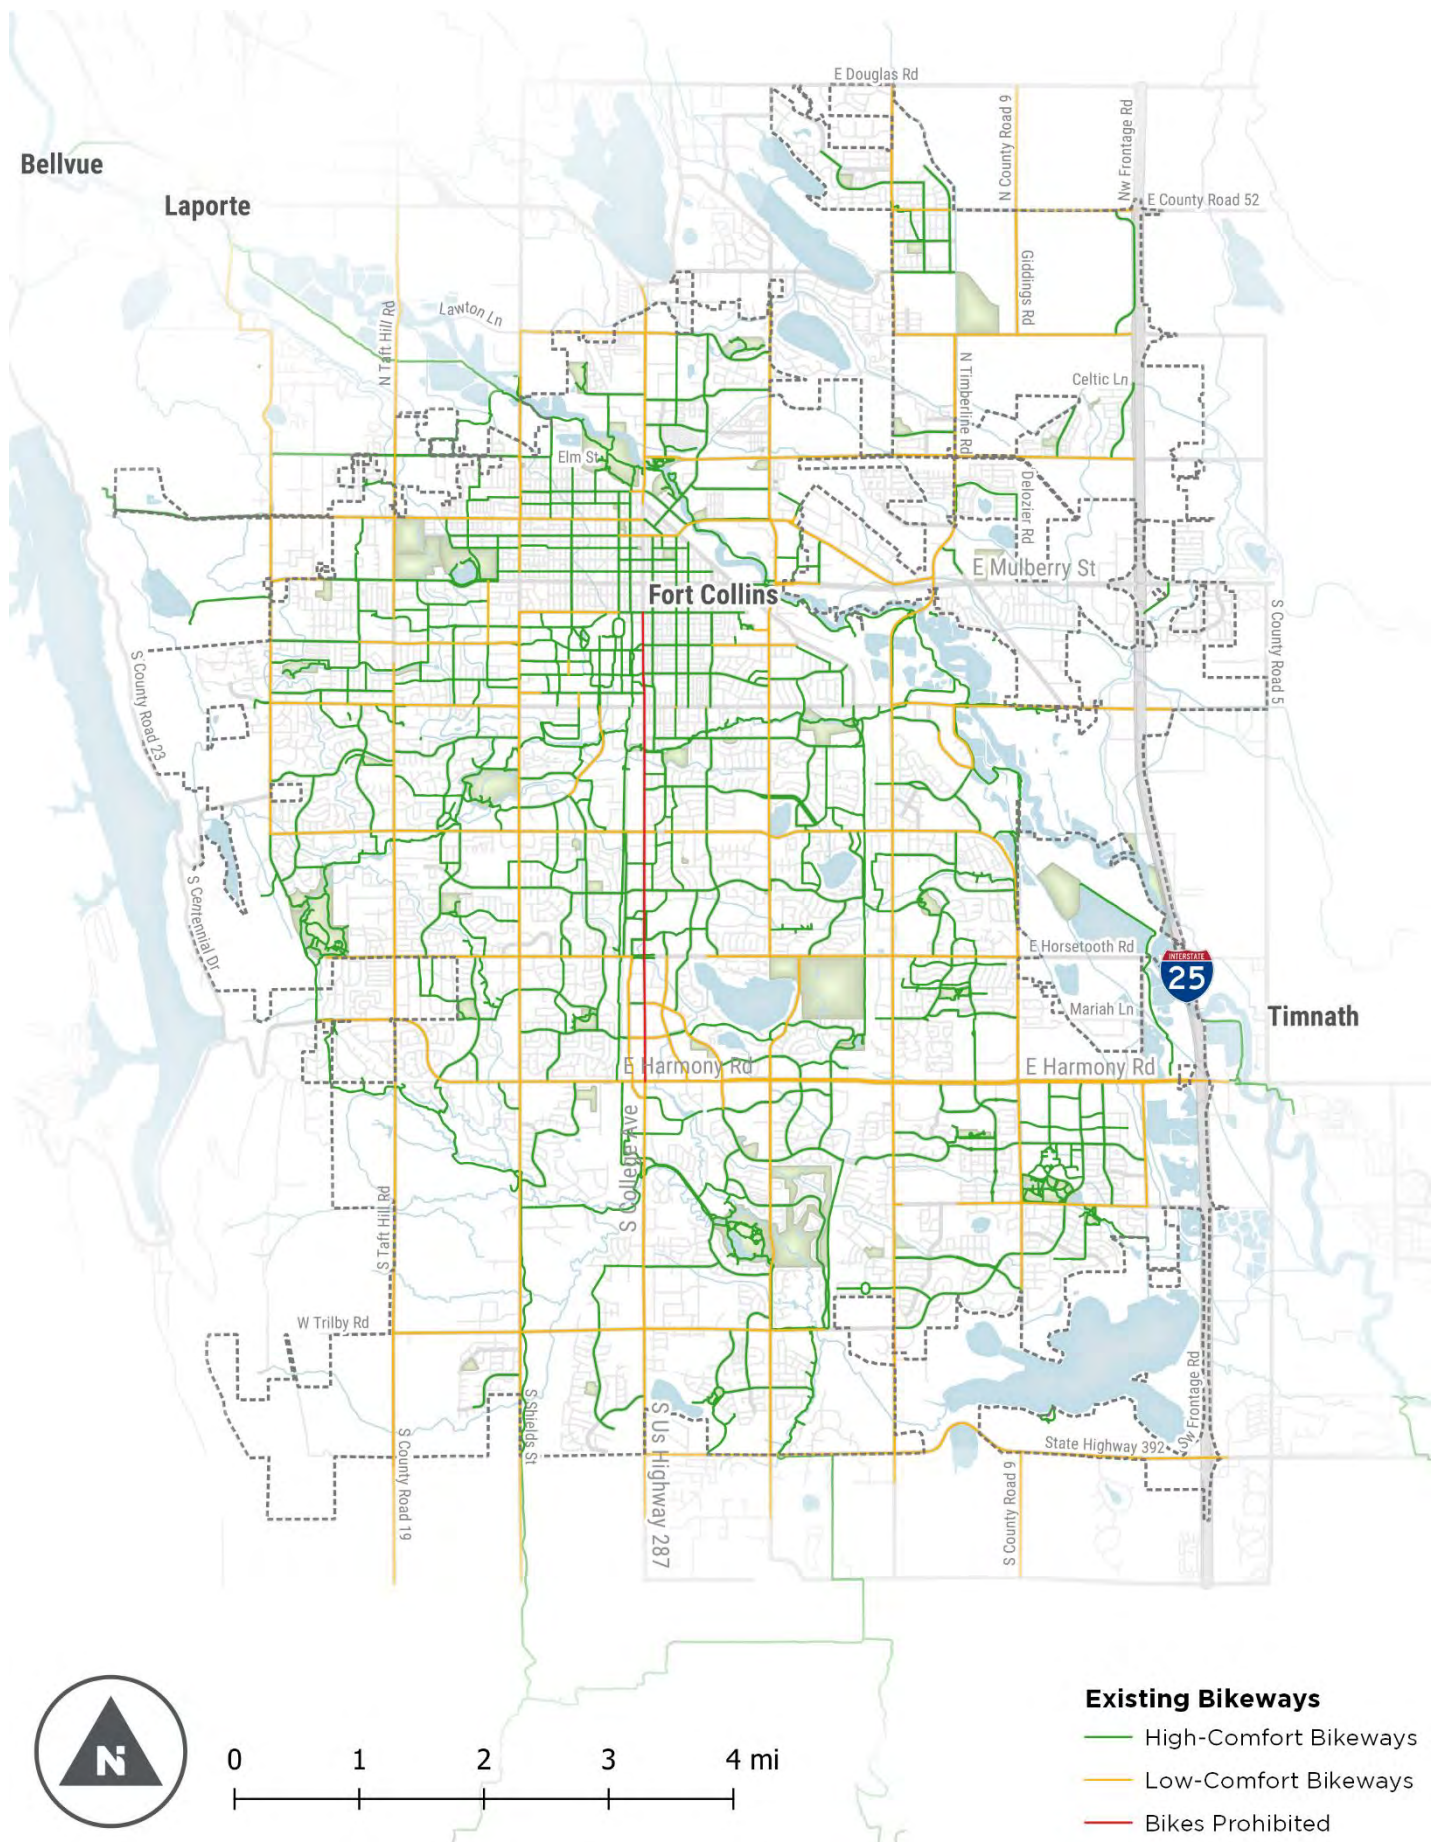 E Douglas Rd
N County Road 9
Nw Frontage Rd
Bellvue
Laporte
E County Road 52
Giddings Rd
N Taft Hill Rd
Lawton Ln
N Timberline Rd
Celtic Ln
Elm St
Delozier Rd
E Mulberry St
Fort Collins
S County Road 5
S County Road 23
S Centennial Dr
E Horsetooth Rd
INTERSTATE
25
Mariah Ln
Timnath
E Harmony Rd
E Harmony Rd
S College Ave
S Taft Hill Rd
W Trilby Rd
S Shields St
S Us Highway 287
S County Road 19
Sw Frontage Rd
State Highway 392
S County Road 9
N
0 1 2 3 4 mi
Existing Bikeways
High-Comfort Bikeways
Low-Comfort Bikeways
Bikes Prohibited